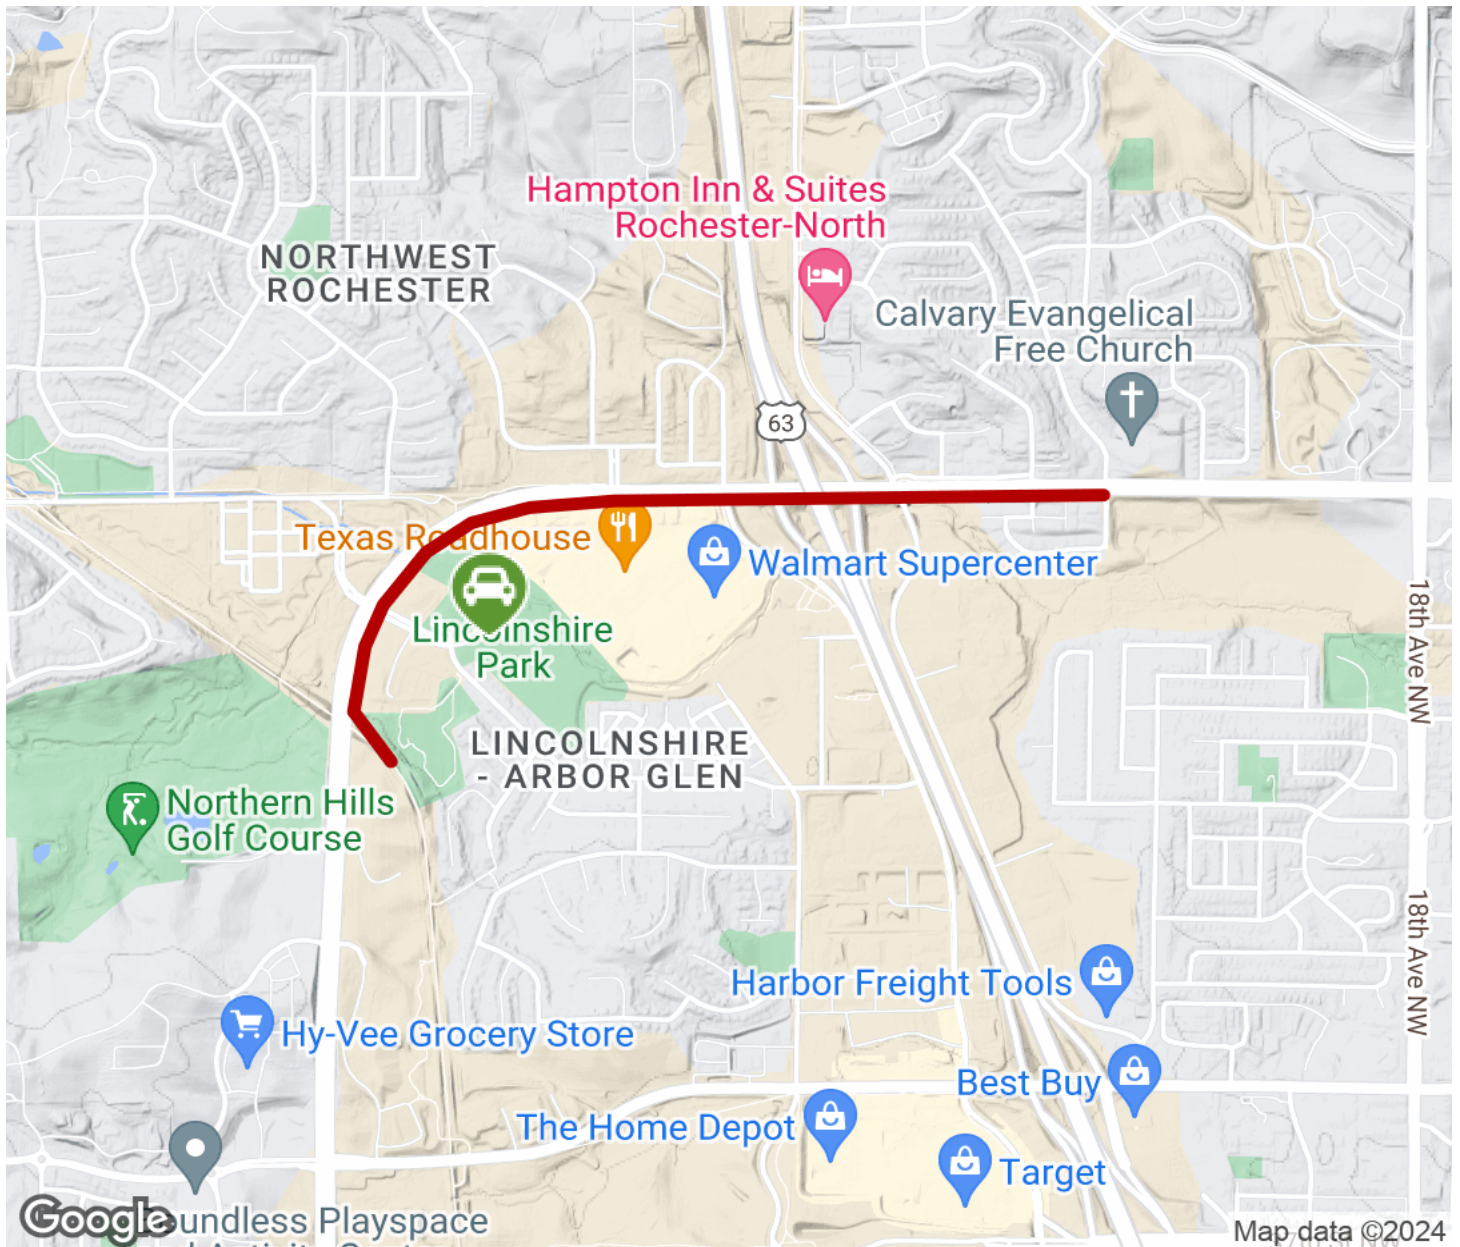 Hampton Inn & Suites
Rochester-North
NORTHWEST
ROCHESTER
Calvary Evangelical
Free Church
63
Texas Roadhouse
Walmart Supercenter
Lincolnshire
Park
18th Ave NW
LINCOLNSHIRE
- ARBOR GLEN
Northern Hills
Golf Course
18th Ave NW
Harbor Freight Tools
Hy-Vee Grocery Store
Best Buy
The Home Depot
Target
Google
undless Playspace
Map data ©2024